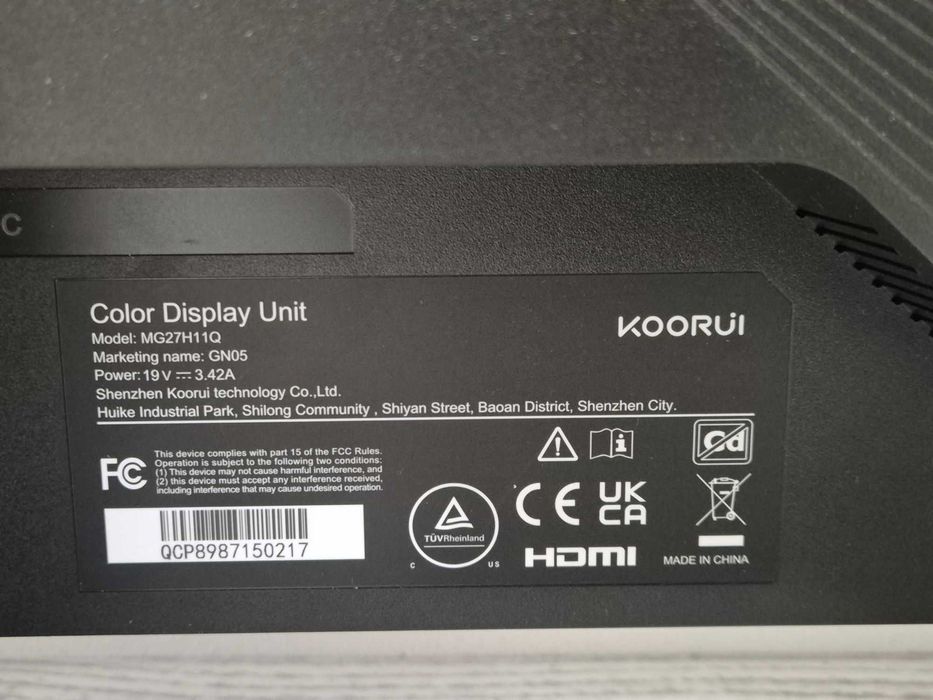 C
Color Display Unit
KOORUI
Model: MG27H11Q
Marketing name: GN05
Power: 19V ⎓ 3.42A
Shenzhen Koorui technology Co.,Ltd.
Huike Industrial Park, Shilong Community , Shiyan Street, Baoan District, Shenzhen City.
FC
This device complies with part 15 of the FCC Rules.
Operation is subject to the following two conditions:
(1) This device may not cause harmful interference, and
(2) this device must accept any interference received,
including interference that may cause undesired operation.
QCP8987150217
TÜVRheinland
C US
CE
UK
CA
HDMI
Cd
MADE IN CHINA